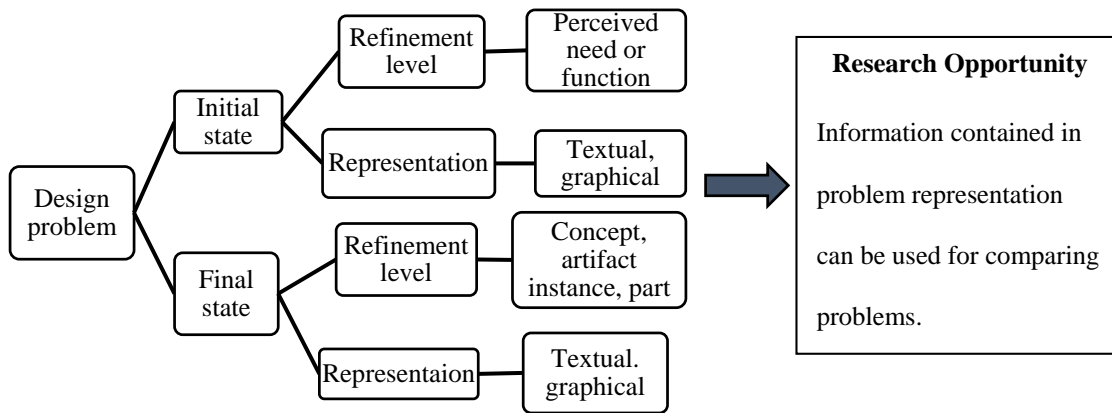 Design
problem
Initial
state
Refinement
level
Perceived
need or
function
Representation
Textual,
graphical
Final
state
Refinement
level
Concept,
artifact
instance, part
Representaion
Textual.
graphical
Research Opportunity
Information contained in
problem representation
can be used for comparing
problems.